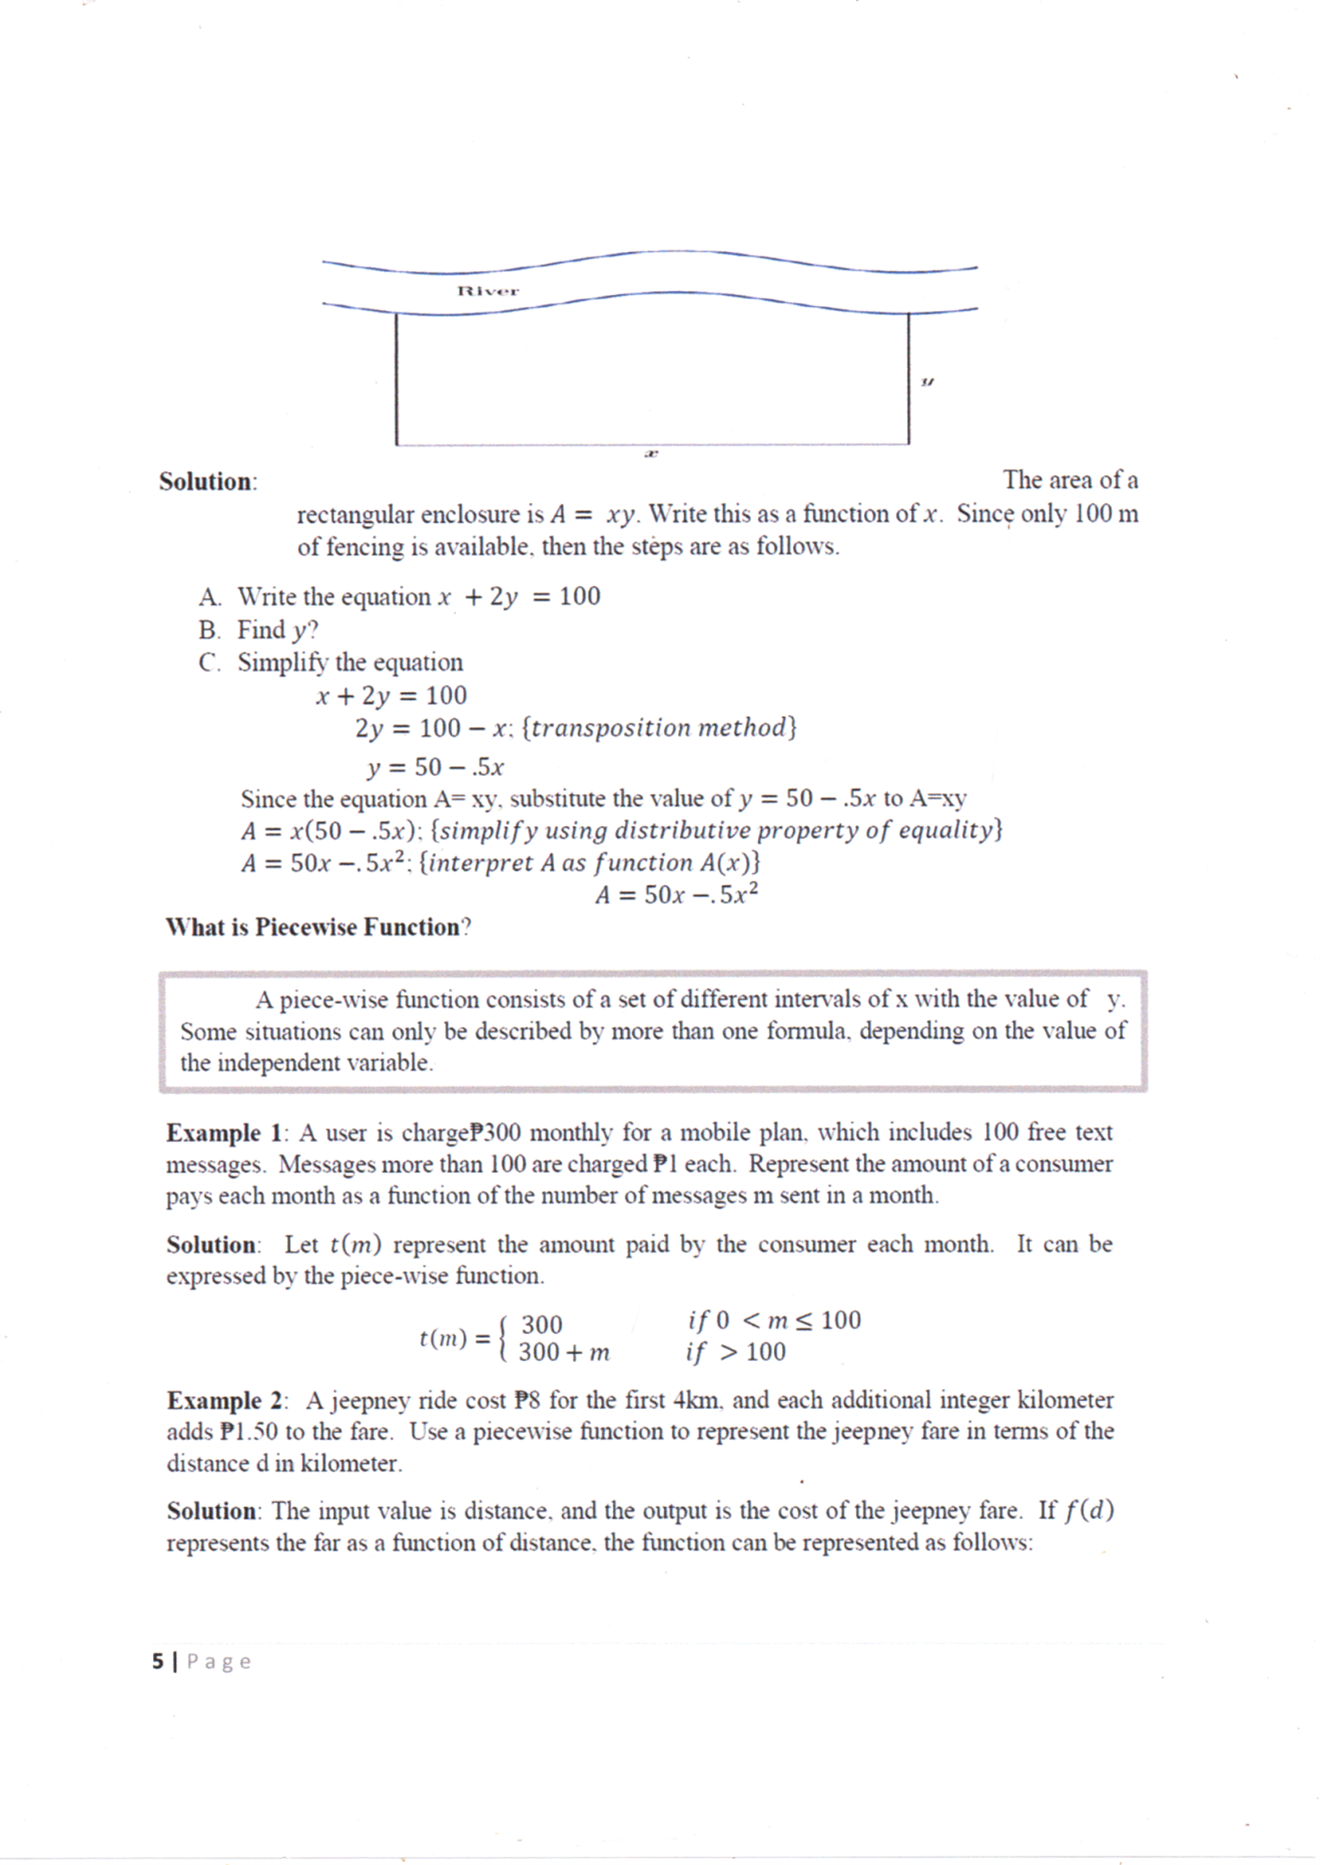 River
y
x
Solution: The area of a
rectangular enclosure is A = xy. Write this as a function of x. Since only 100 m
of fencing is available, then the steps are as follows.
A. Write the equation x + 2y = 100
B. Find y?
C. Simplify the equation
x + 2y = 100
2y = 100 − x; {transposition method}
y = 50 − .5x
Since the equation A= xy, substitute the value of y = 50 − .5x to A=xy
A = x(50 − .5x); {simplify using distributive property of equality}
A = 50x −.5x²; {interpret A as function A(x)}
A = 50x −.5x²
What is Piecewise Function?
A piece-wise function consists of a set of different intervals of x with the value of y.
Some situations can only be described by more than one formula, depending on the value of
the independent variable.
Example 1: A user is charge₱300 monthly for a mobile plan, which includes 100 free text
messages. Messages more than 100 are charged ₱1 each. Represent the amount of a consumer
pays each month as a function of the number of messages m sent in a month.
Solution: Let t(m) represent the amount paid by the consumer each month. It can be
expressed by the piece-wise function.
t(m) = { 300 if 0 < m ≤ 100
300 + m if > 100
Example 2: A jeepney ride cost ₱8 for the first 4km, and each additional integer kilometer
adds ₱1.50 to the fare. Use a piecewise function to represent the jeepney fare in terms of the
distance d in kilometer.
Solution: The input value is distance, and the output is the cost of the jeepney fare. If f(d)
represents the far as a function of distance, the function can be represented as follows:
5 | Page